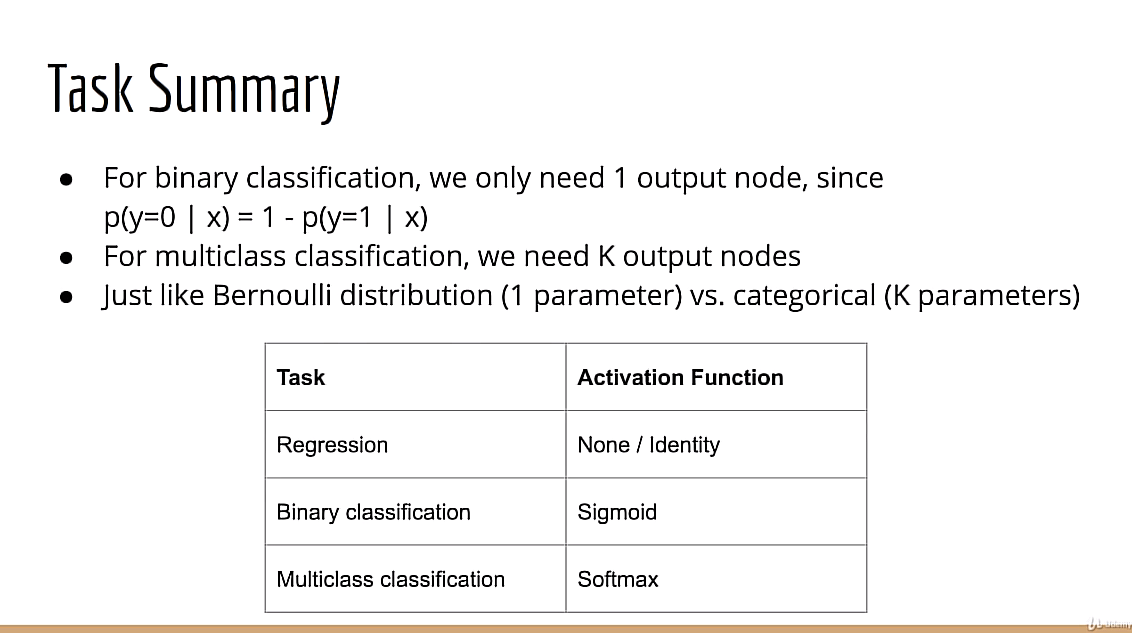 Task Summary
● For binary classification, we only need 1 output node, since
p(y=0 | x) = 1 - p(y=1 | x)
● For multiclass classification, we need K output nodes
● Just like Bernoulli distribution (1 parameter) vs. categorical (K parameters)
Task Activation Function
Regression None / Identity
Binary classification Sigmoid
Multiclass classification Softmax
Udemy